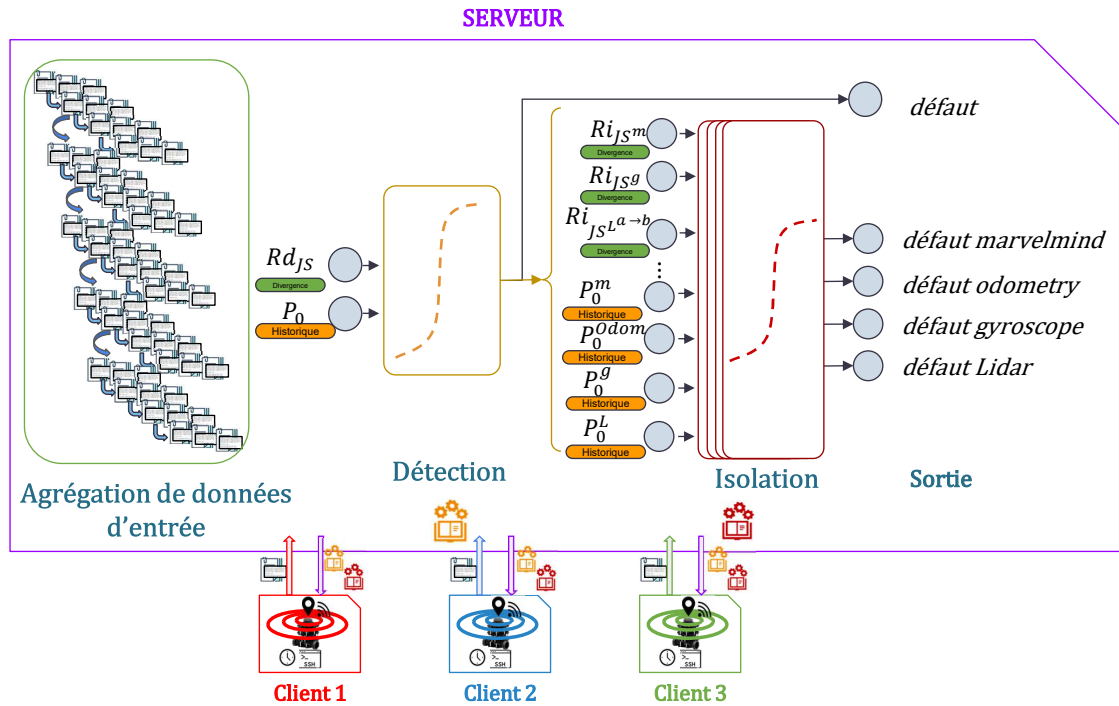 SERVEUR
défaut
Ri_{JS^m}
Divergence
Ri_{JS^g}
Divergence
Ri_{JS^{L^{a→b}}}
Divergence
Rd_{JS}
Divergence
P_0
Historique
P_0^m
Historique
P_0^{Odom}
Historique
P_0^g
Historique
P_0^L
Historique
défaut marvelmind
défaut odometry
défaut gyroscope
défaut Lidar
Agrégation de données
d'entrée
Détection
Isolation
Sortie
>_
SSH
>_
SSH
>_
SSH
Client 1
Client 2
Client 3